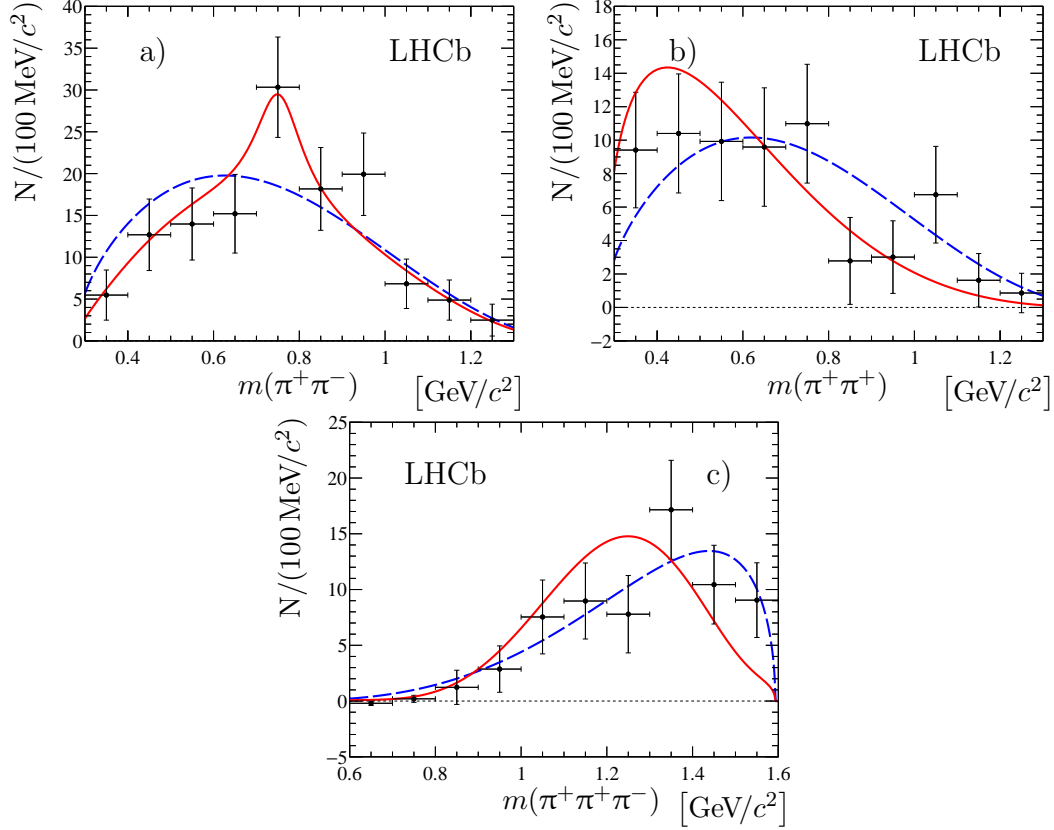 N/(100 MeV/c²)
40
35
30
25
20
15
10
5
0
a)
LHCb
0.4 0.6 0.8 1 1.2
m(π⁺π⁻) [GeV/c²]
N/(100 MeV/c²)
18
16
14
12
10
8
6
4
2
0
−2
b)
LHCb
0.4 0.6 0.8 1 1.2
m(π⁺π⁺) [GeV/c²]
N/(100 MeV/c²)
25
20
15
10
5
0
−5
LHCb c)
0.6 0.8 1 1.2 1.4 1.6
m(π⁺π⁺π⁻) [GeV/c²]